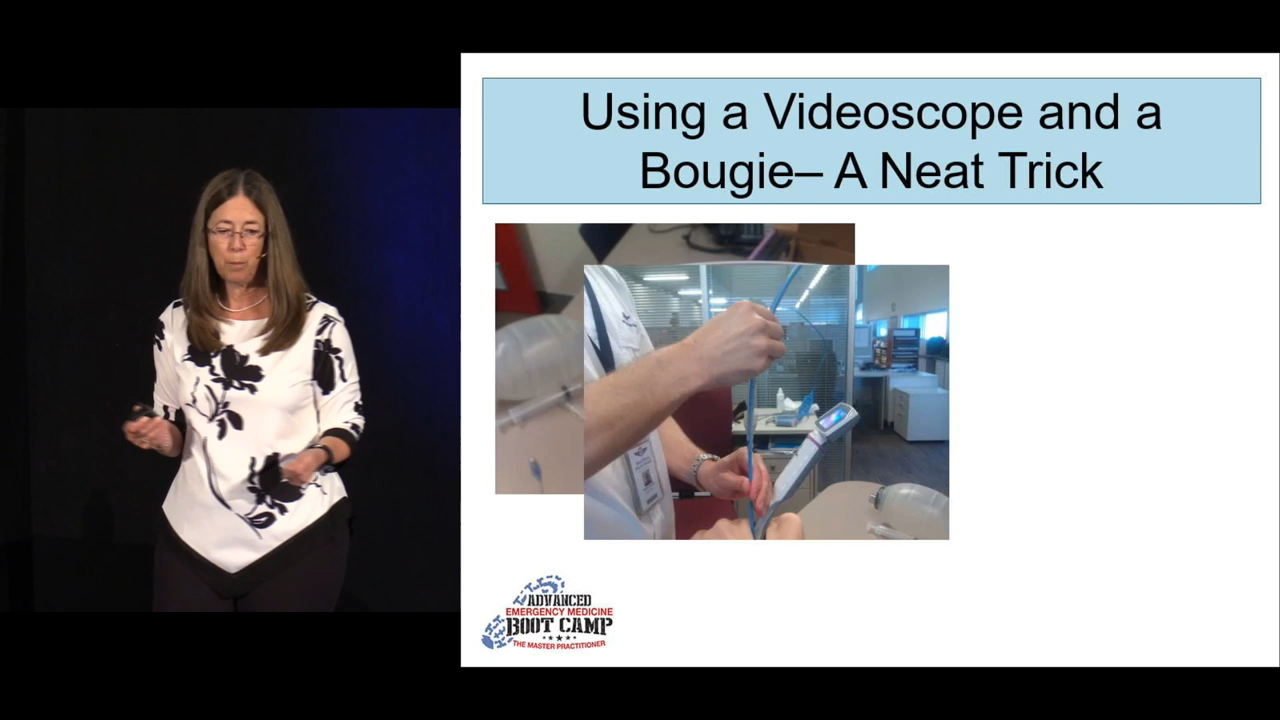 Using a Videoscope and a
Bougie– A Neat Trick
ADVANCED
EMERGENCY MEDICINE
BOOT CAMP
THE MASTER PRACTITIONER